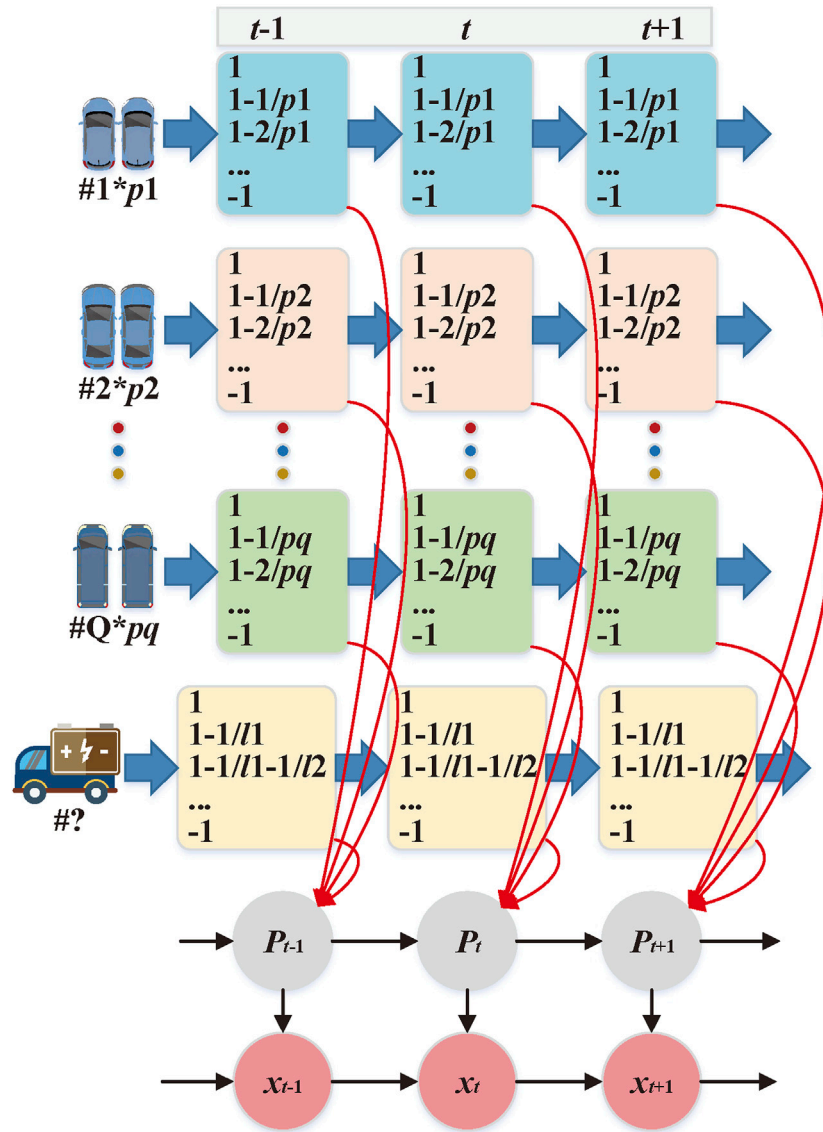 t-1 t t+1
#1*p1
1
1-1/p1
1-2/p1
...
-1
1
1-1/p1
1-2/p1
...
-1
1
1-1/p1
1-2/p1
...
-1
#2*p2
1
1-1/p2
1-2/p2
...
-1
1
1-1/p2
1-2/p2
...
-1
1
1-1/p2
1-2/p2
...
-1
#Q*pq
1
1-1/pq
1-2/pq
...
-1
1
1-1/pq
1-2/pq
...
-1
1
1-1/pq
1-2/pq
...
-1
+ -
#?
1
1-1/l1
1-1/l1-1/l2
...
-1
1
1-1/l1
1-1/l1-1/l2
...
-1
1
1-1/l1
1-1/l1-1/l2
...
-1
Pt-1 Pt Pt+1
xt-1 xt xt+1